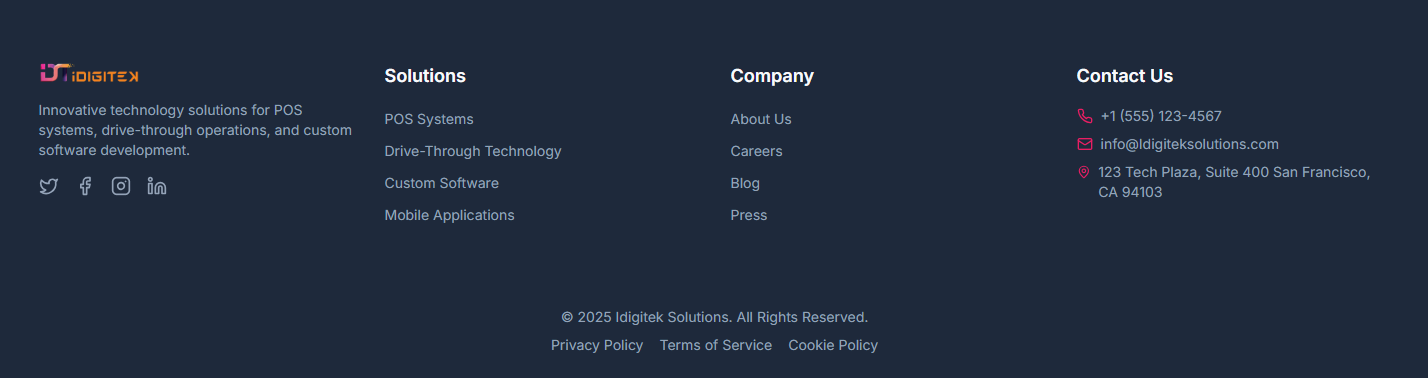 IDIGITEK
Innovative technology solutions for POS
systems, drive-through operations, and custom
software development.
Solutions
POS Systems
Drive-Through Technology
Custom Software
Mobile Applications
Company
About Us
Careers
Blog
Press
Contact Us
+1 (555) 123-4567
info@Idigiteksolutions.com
123 Tech Plaza, Suite 400 San Francisco,
CA 94103
© 2025 Idigitek Solutions. All Rights Reserved.
Privacy Policy Terms of Service Cookie Policy